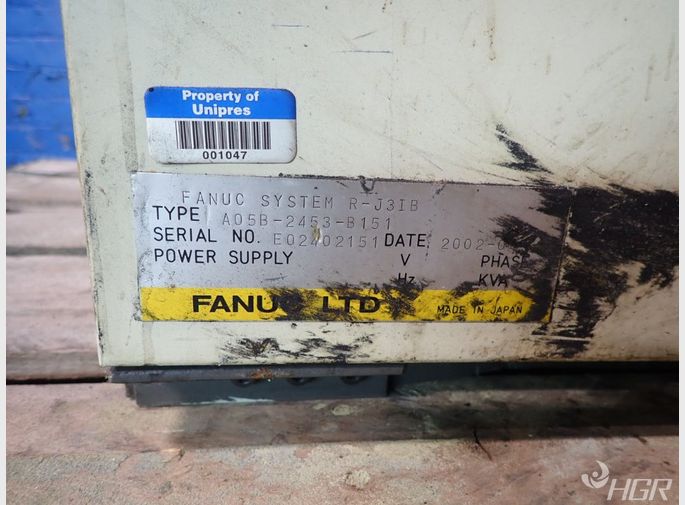 Property of
Unipres
001047
FANUC SYSTEM R-J3IB
TYPE A05B-2453-B151
SERIAL NO. E02402151 DATE 2002-
POWER SUPPLY V PHASE
Hz KVA
FANUC LTD MADE IN JAPAN
HGR